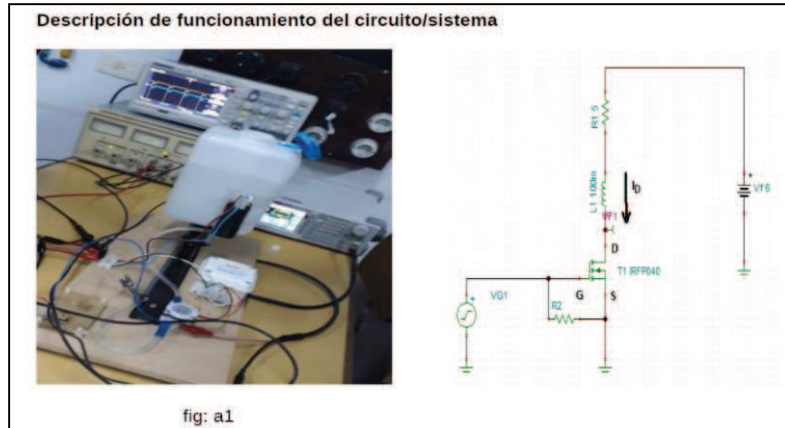 Descripción de funcionamiento del circuito/sistema
R1 5
L1 100m
I_D
VF1
D
T1 IRFP040
G
S
R2
VG1
Vf 6
fig: a1